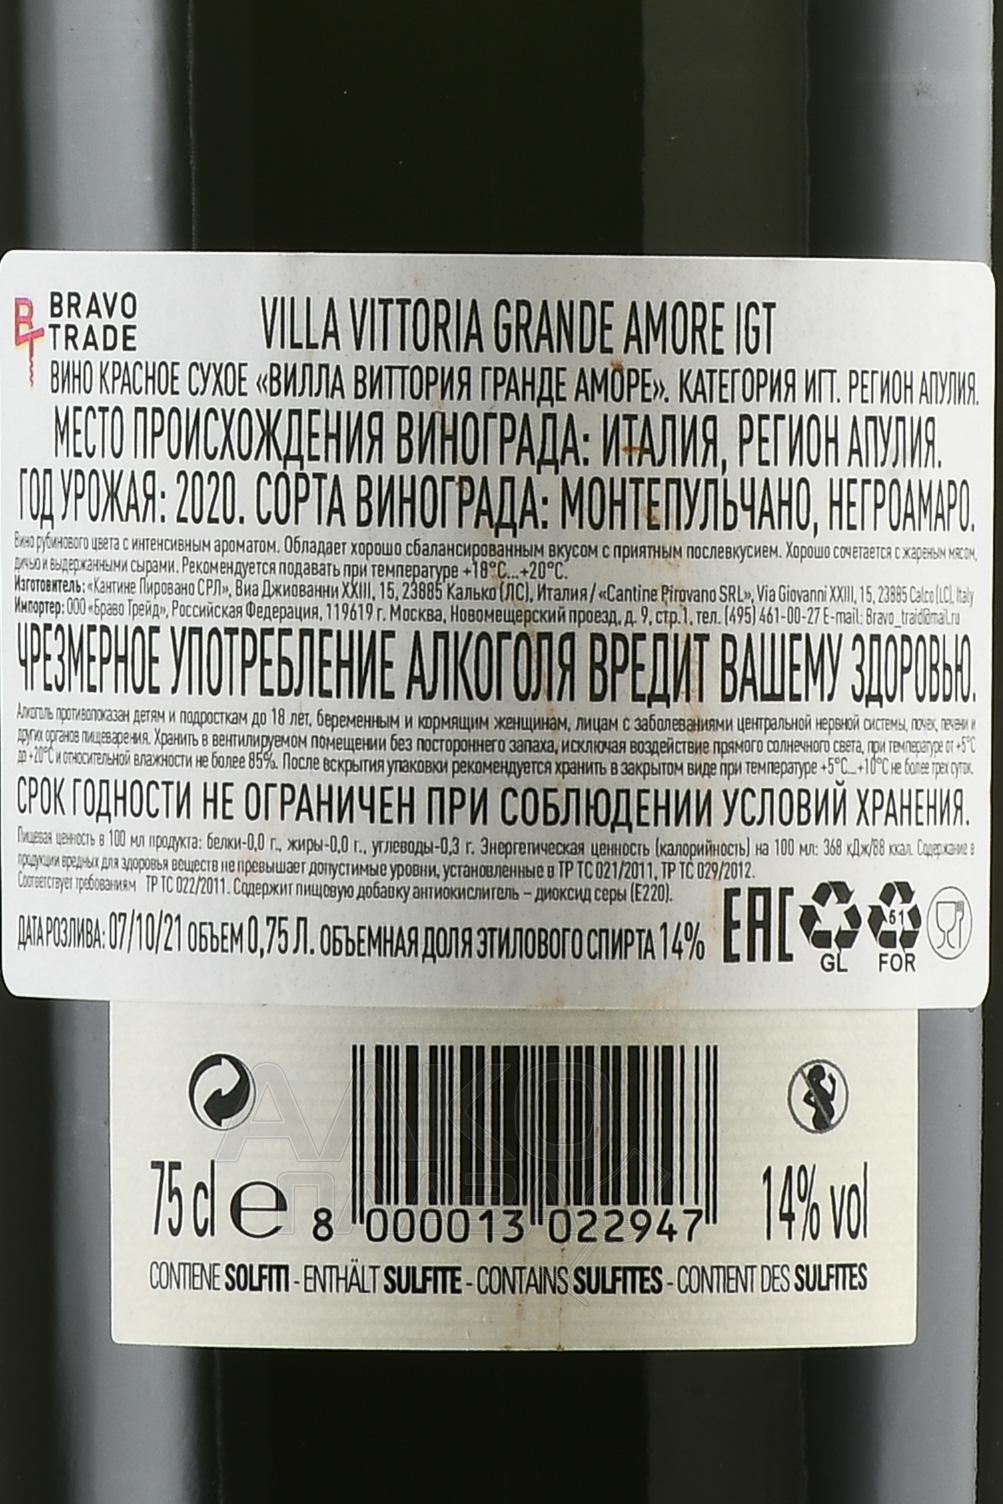 BRAVO
TRADE
VILLA VITTORIA GRANDE AMORE IGT
ВИНО КРАСНОЕ СУХОЕ «ВИЛЛА ВИТТОРИЯ ГРАНДЕ АМОРЕ». КАТЕГОРИЯ ИГТ. РЕГИОН АПУЛИЯ.
МЕСТО ПРОИСХОЖДЕНИЯ ВИНОГРАДА: ИТАЛИЯ, РЕГИОН АПУЛИЯ.
ГОД УРОЖАЯ: 2020. СОРТА ВИНОГРАДА: МОНТЕПУЛЬЧАНО, НЕГРОАМАРО.
Вино рубинового цвета с интенсивным ароматом. Обладает хорошо сбалансированным вкусом с приятным послевкусием. Хорошо сочетается с жареным мясом,
дичью и выдержанными сырами. Рекомендуется подавать при температуре +18°С...+20°С.
Изготовитель: «Кантине Пировано СРЛ», Виа Джиованни XXIII, 15, 23885 Калько (ЛС), Италия / «Cantine Pirovano SRL», Via Giovanni XXIII, 15, 23885 Calco (LC), Italy
Импортер: ООО «Браво Трейд», Российская Федерация, 119619 г. Москва, Новомещерский проезд, д. 9, стр.1, тел. (495) 461-00-27 E-mail: Bravo_traid@mail.ru
ЧРЕЗМЕРНОЕ УПОТРЕБЛЕНИЕ АЛКОГОЛЯ ВРЕДИТ ВАШЕМУ ЗДОРОВЬЮ.
Алкоголь противопоказан детям и подросткам до 18 лет, беременным и кормящим женщинам, лицам с заболеваниями центральной нервной системы, почек, печени и
других органов пищеварения. Хранить в вентилируемом помещении без постороннего запаха, исключая воздействие прямого солнечного света, при температуре от +5°С
до +20°С и относительной влажности не более 85%. После вскрытия упаковки рекомендуется хранить в закрытом виде при температуре +5°С...+10°С не более трех суток.
СРОК ГОДНОСТИ НЕ ОГРАНИЧЕН ПРИ СОБЛЮДЕНИИ УСЛОВИЙ ХРАНЕНИЯ.
Пищевая ценность в 100 мл продукта: белки-0,0 г., жиры-0,0 г., углеводы-0,3 г. Энергетическая ценность (калорийность) на 100 мл: 368 кДж/88 ккал. Содержание в
продукции вредных для здоровья веществ не превышает допустимые уровни, установленные в ТР ТС 021/2011, ТР ТС 029/2012.
Соответствует требованиям ТР ТС 022/2011. Содержит пищевую добавку антиокислитель – диоксид серы (Е220).
ДАТА РОЗЛИВА: 07/10/21 ОБЪЕМ 0,75 Л. ОБЪЕМНАЯ ДОЛЯ ЭТИЛОВОГО СПИРТА 14%
EAC
GL
51
FOR
75 cl e
8 000013 022947
14% vol
CONTIENE SOLFITI - ENTHÄLT SULFITE - CONTAINS SULFITES - CONTIENT DES SULFITES